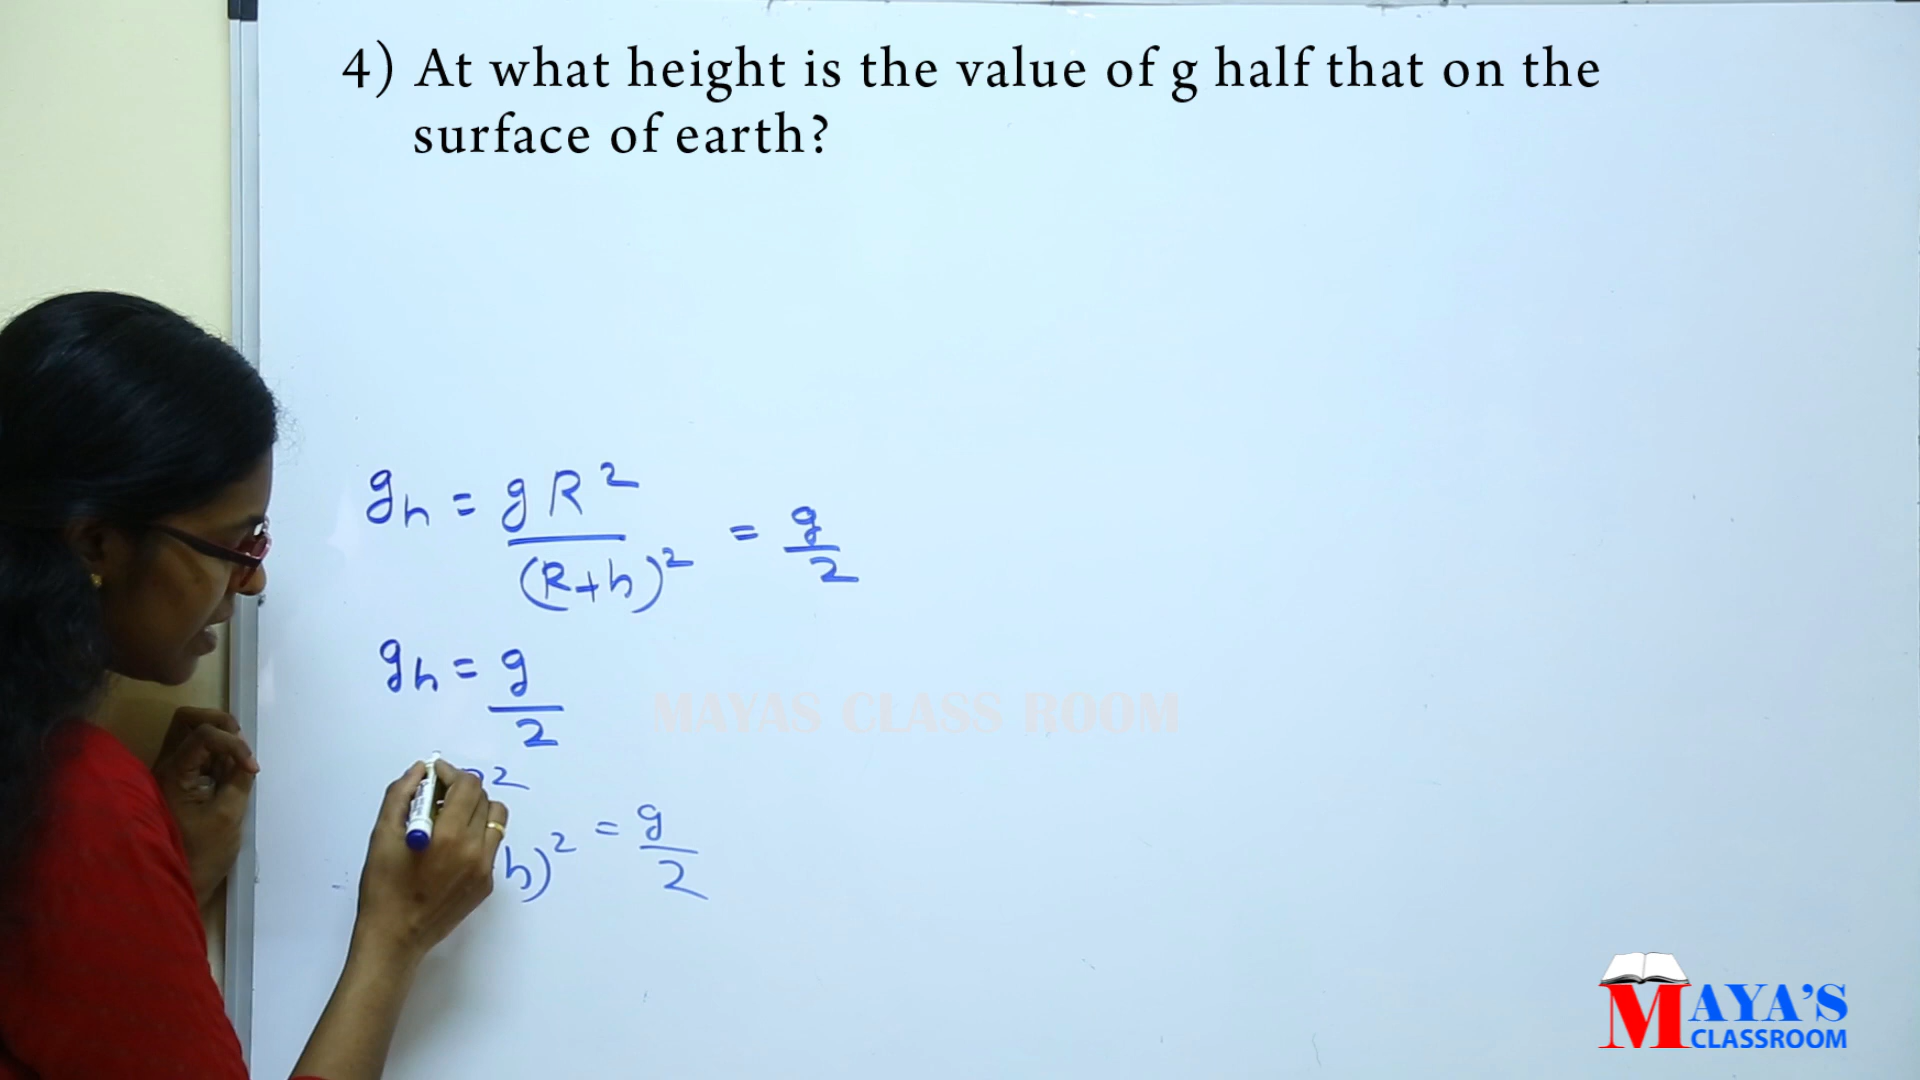 4) At what height is the value of g half that on the
surface of earth?
gh = gR² / (R+h)² = g/2
gh = g/2
² h)² = g/2
MAYAS CLASS ROOM
MAYA'S
CLASSROOM